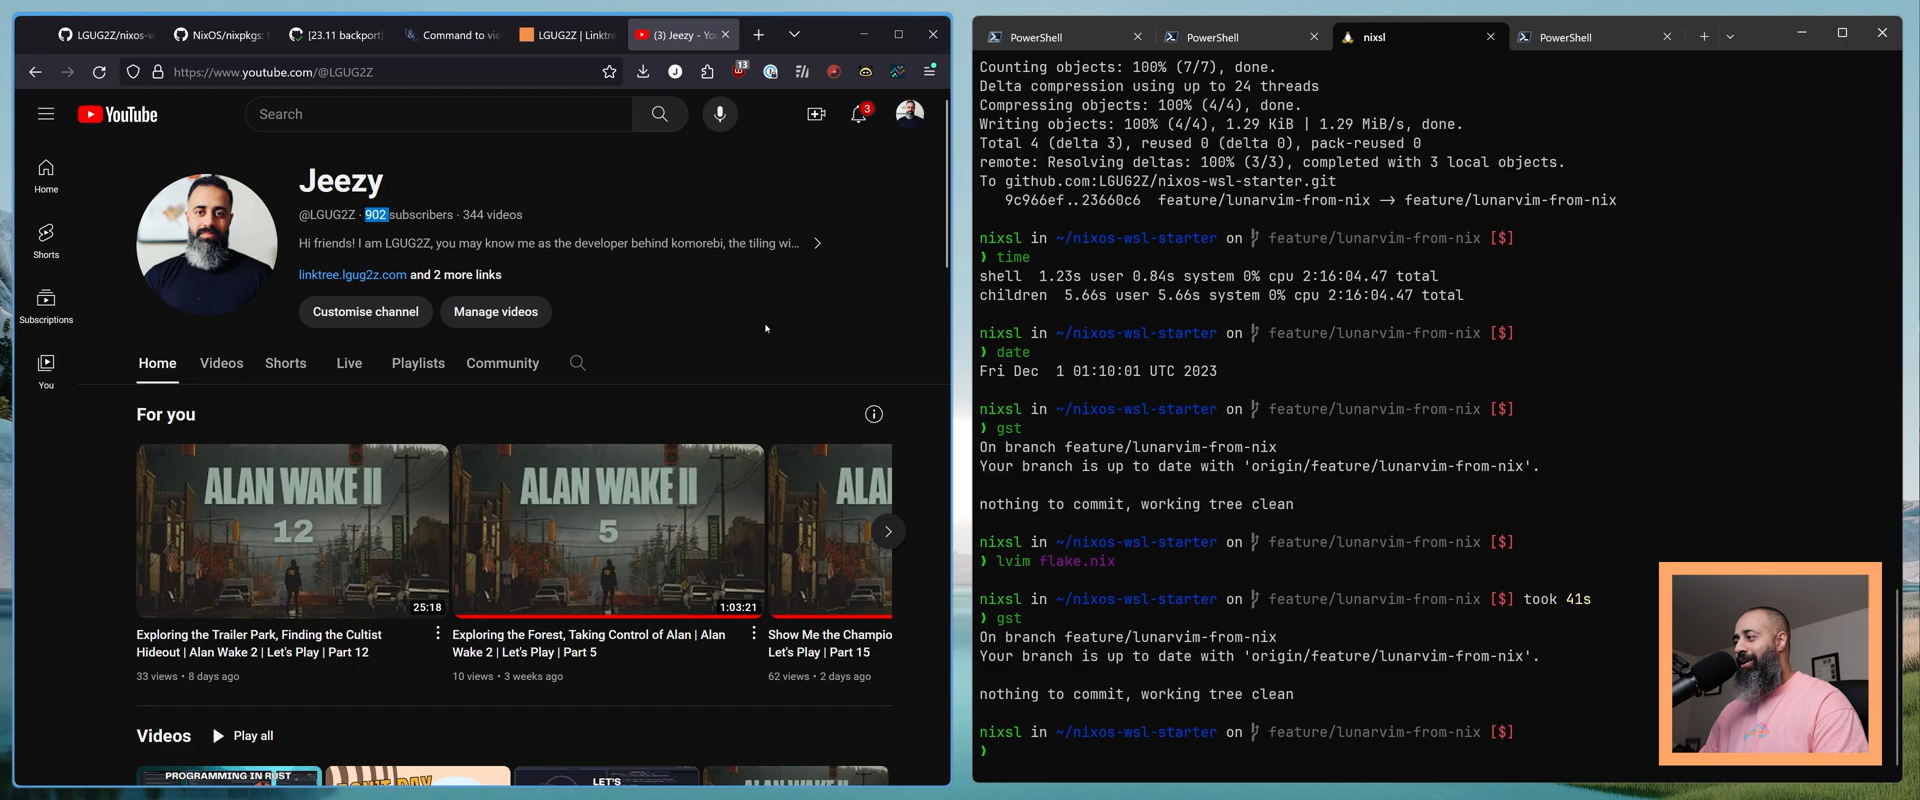 LGUG2Z/nixos-w
NixOS/nixpkgs:
[23.11 backport]
Command to vie
LGUG2Z | Linktre
(3) Jeezy - Yo
https://www.youtube.com/@LGUG2Z
13
YouTube
Search
3
Home
Shorts
Subscriptions
You
Jeezy
@LGUG2Z · 902 subscribers · 344 videos
Hi friends! I am LGUG2Z, you may know me as the developer behind komorebi, the tiling wi...
linktree.lgug2z.com and 2 more links
Customise channel
Manage videos
Home
Videos
Shorts
Live
Playlists
Community
For you
ALAN WAKE II
12
25:18
ALAN WAKE II
5
1:03:21
ALA
Exploring the Trailer Park, Finding the Cultist
Hideout | Alan Wake 2 | Let's Play | Part 12
33 views • 8 days ago
Exploring the Forest, Taking Control of Alan | Alan
Wake 2 | Let's Play | Part 5
10 views • 3 weeks ago
Show Me the Champio
Let's Play | Part 15
62 views • 2 days ago
Videos
Play all
PROGRAMMING IN RUST
LET'S
PowerShell
PowerShell
nixsl
PowerShell
Counting objects: 100% (7/7), done.
Delta compression using up to 24 threads
Compressing objects: 100% (4/4), done.
Writing objects: 100% (4/4), 1.29 KiB | 1.29 MiB/s, done.
Total 4 (delta 3), reused 0 (delta 0), pack-reused 0
remote: Resolving deltas: 100% (3/3), completed with 3 local objects.
To github.com:LGUG2Z/nixos-wsl-starter.git
9c966ef..23660c6 feature/lunarvim-from-nix → feature/lunarvim-from-nix
nixsl in ~/nixos-wsl-starter on feature/lunarvim-from-nix [$]
❯ time
shell 1.23s user 0.84s system 0% cpu 2:16:04.47 total
children 5.66s user 5.66s system 0% cpu 2:16:04.47 total
nixsl in ~/nixos-wsl-starter on feature/lunarvim-from-nix [$]
❯ date
Fri Dec 1 01:10:01 UTC 2023
nixsl in ~/nixos-wsl-starter on feature/lunarvim-from-nix [$]
❯ gst
On branch feature/lunarvim-from-nix
Your branch is up to date with 'origin/feature/lunarvim-from-nix'.
nothing to commit, working tree clean
nixsl in ~/nixos-wsl-starter on feature/lunarvim-from-nix [$]
❯ lvim flake.nix
nixsl in ~/nixos-wsl-starter on feature/lunarvim-from-nix [$] took 41s
❯ gst
On branch feature/lunarvim-from-nix
Your branch is up to date with 'origin/feature/lunarvim-from-nix'.
nothing to commit, working tree clean
nixsl in ~/nixos-wsl-starter on feature/lunarvim-from-nix [$]
❯